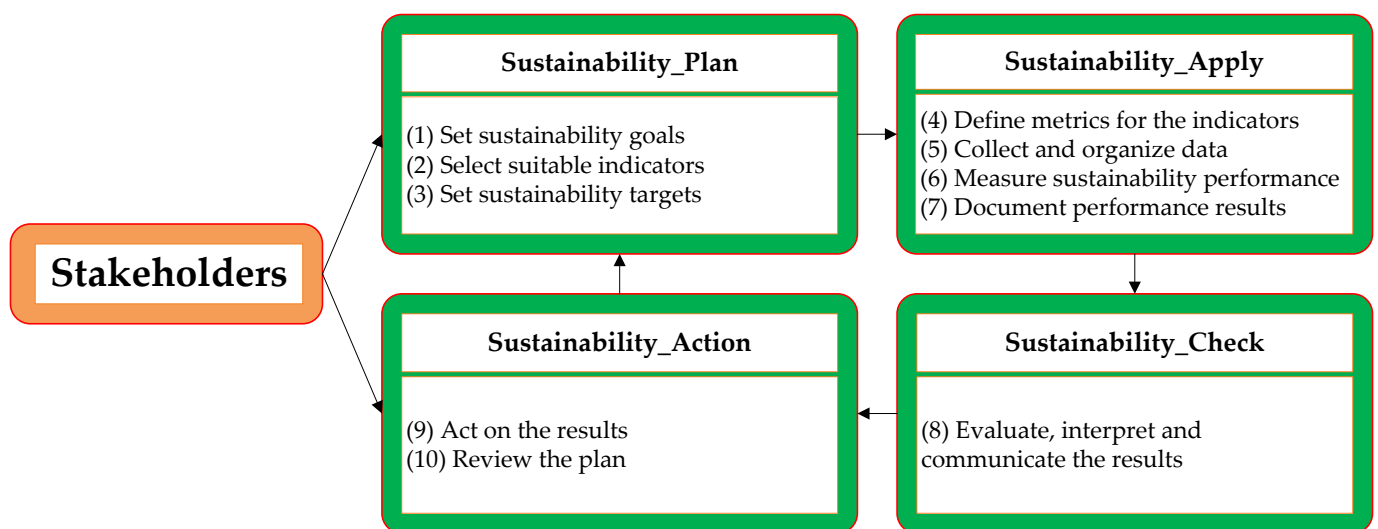 Stakeholders
Sustainability_Plan
(1) Set sustainability goals
(2) Select suitable indicators
(3) Set sustainability targets
Sustainability_Apply
(4) Define metrics for the indicators
(5) Collect and organize data
(6) Measure sustainability performance
(7) Document performance results
Sustainability_Check
(8) Evaluate, interpret and
communicate the results
Sustainability_Action
(9) Act on the results
(10) Review the plan